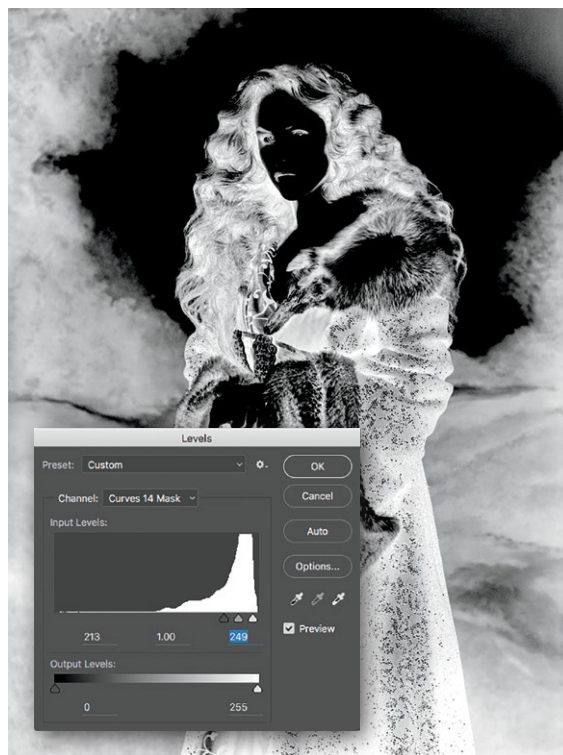 Levels
Preset: Custom
OK
Channel: Curves 14 Mask
Cancel
Input Levels:
Auto
Options...
213 1.00 249
Preview
Output Levels:
0 255